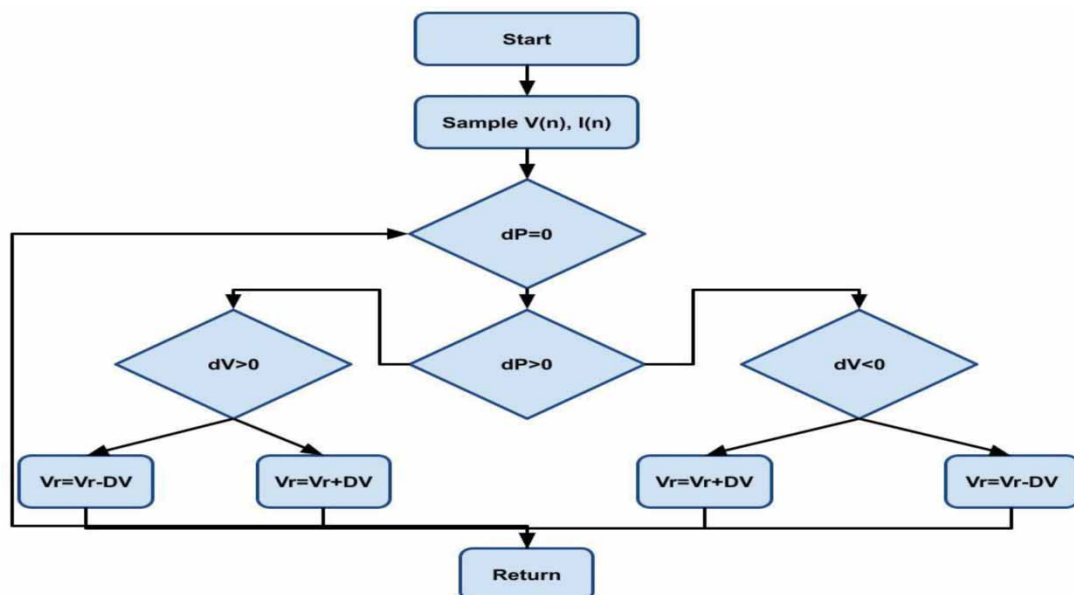 Start
Sample V(n), I(n)
dP=0
dV>0
dP>0
dV<0
Vr=Vr-DV
Vr=Vr+DV
Vr=Vr+DV
Vr=Vr-DV
Return